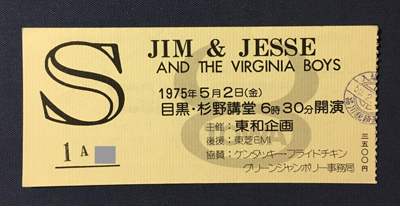 S
JIM & JESSE
AND THE VIRGINIA BOYS
1975年5月2日(金)
目黒・杉野講堂 6時30分開演
主催：東和企画
後援：東芝EMI
協賛：ケンタッキー・フライドチキン
グリーンジャンボリー事務局
1 A
三五〇〇円